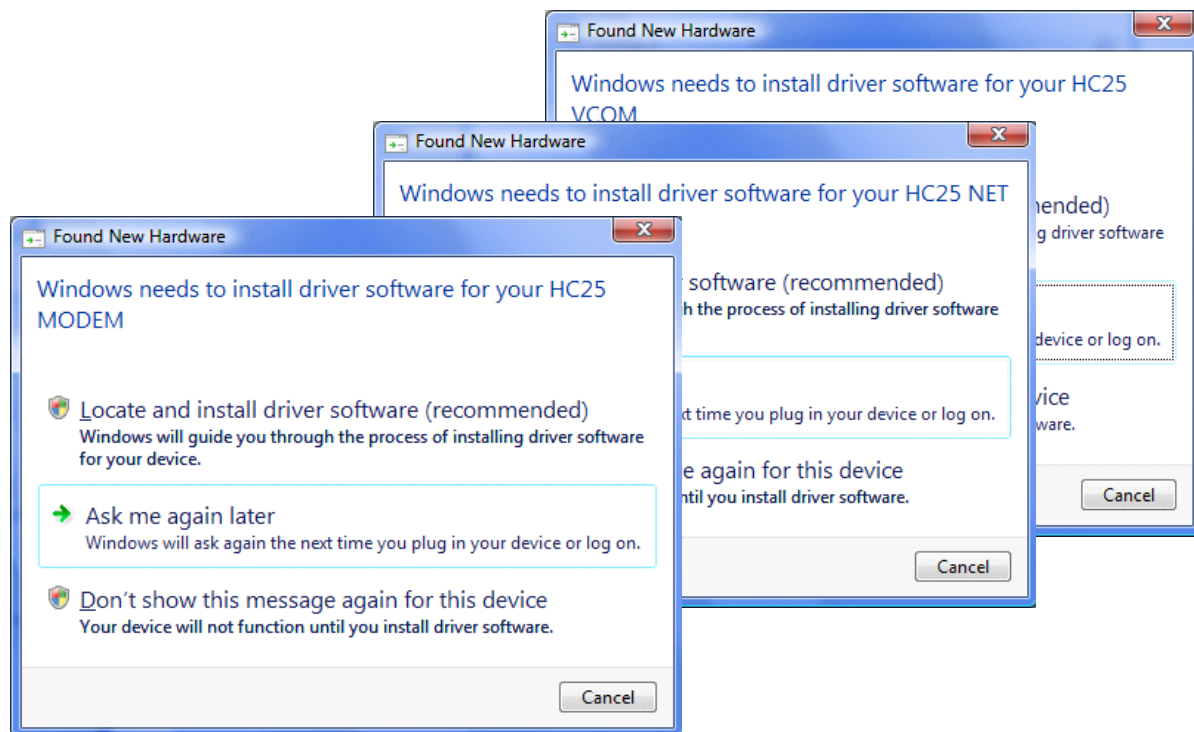 Found New Hardware
Windows needs to install driver software for your HC25
VCOM
Found New Hardware
Windows needs to install driver software for your HC25 NET
Found New Hardware
Windows needs to install driver software for your HC25
MODEM
Locate and install driver software (recommended)
Windows will guide you through the process of installing driver software
for your device.
Ask me again later
Windows will ask again the next time you plug in your device or log on.
Don't show this message again for this device
Your device will not function until you install driver software.
Cancel
software (recommended)
the process of installing driver software
time you plug in your device or log on.
again for this device
you install driver software.
Cancel
driver software
device or log on.
Cancel